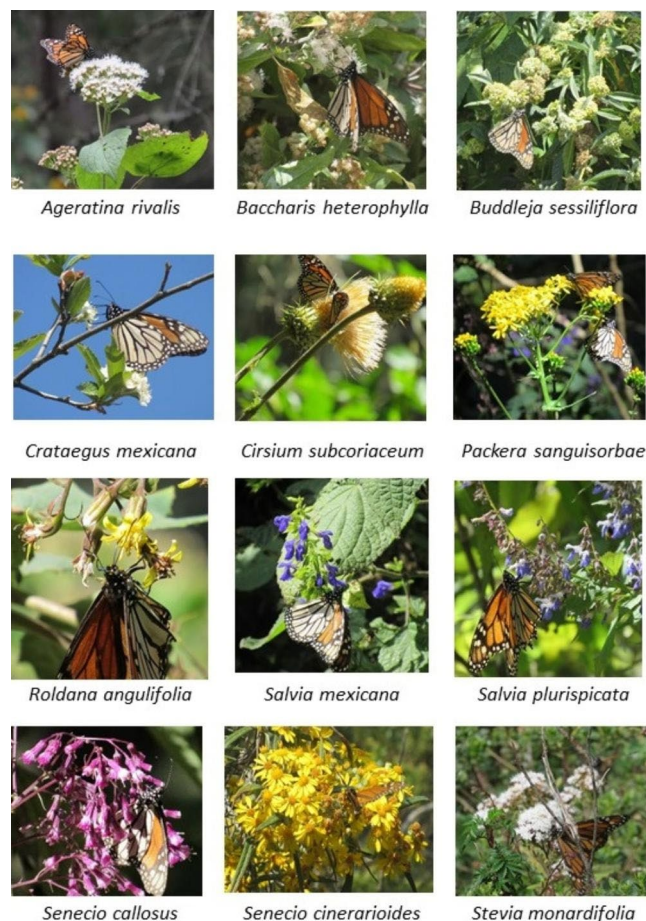 Ageratina rivalis
Baccharis heterophylla
Buddleja sessiliflora
Crataegus mexicana
Cirsium subcoriaceum
Packera sanguisorbae
Roldana angulifolia
Salvia mexicana
Salvia plurispicata
Senecio callosus
Senecio cinerarioides
Stevia monardifolia